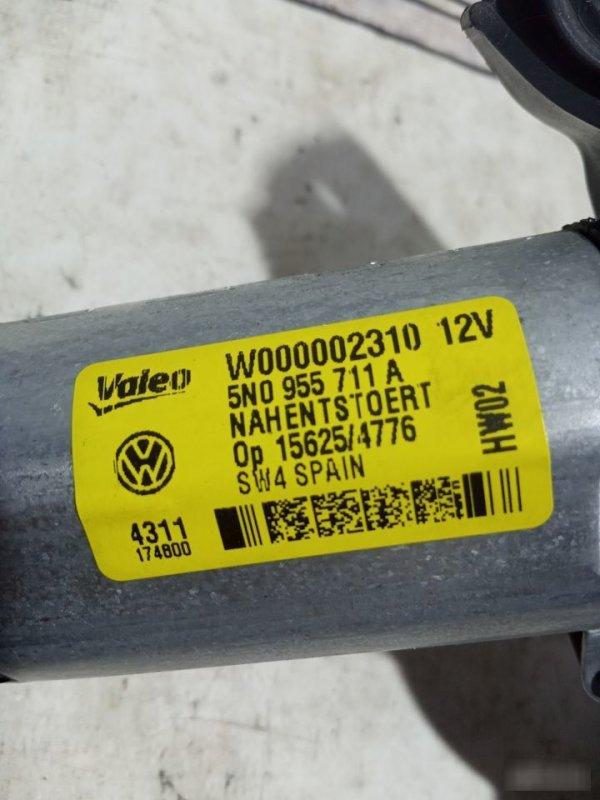 Valeo
W000002310 12V
5N0 955 711 A
NAHENTSTOERT
Op 15625/4776
SW4 SPAIN
HW02
4311
174800